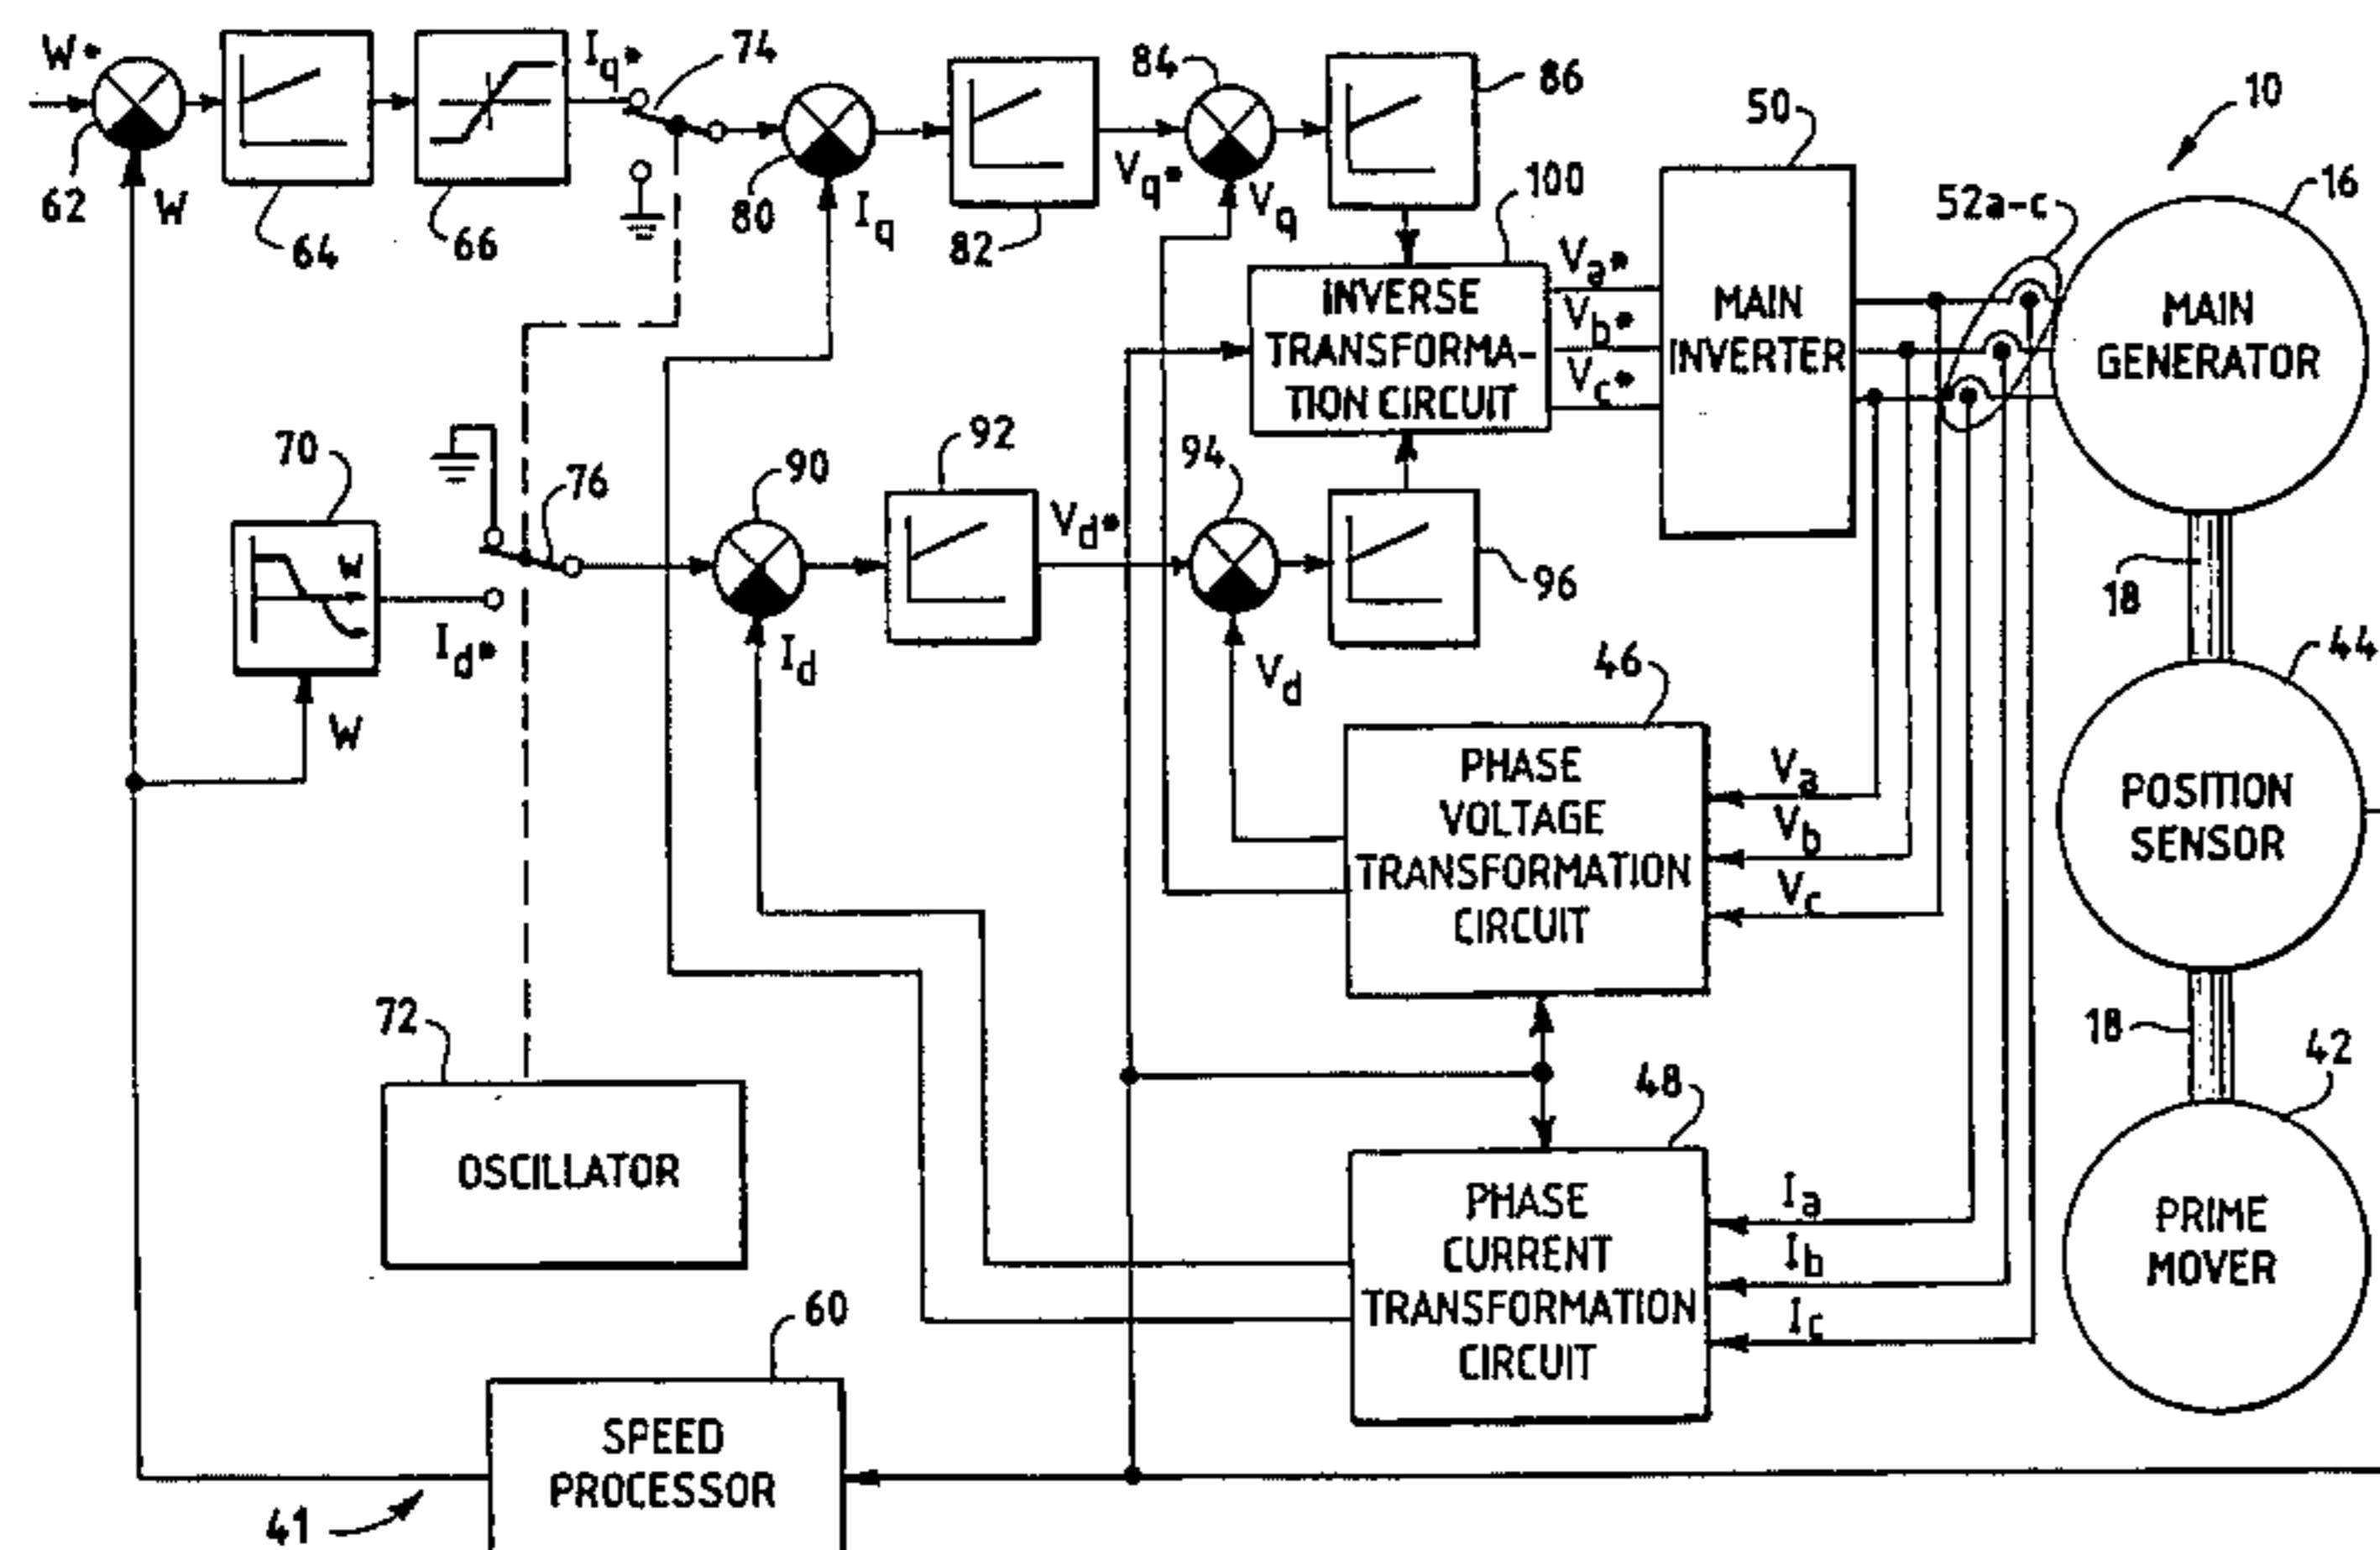 W*
62
W
64
66
Iq*
74
80
Iq
82
84
Vq*
Vq
86
100
INVERSE
TRANSFORMA-
TION CIRCUIT
Va*
Vb*
Vc*
50
MAIN
INVERTER
52a-c
10
16
MAIN
GENERATOR
18
70
W
Id*
W
76
90
Id
92
Vd*
94
Vd
96
46
PHASE
VOLTAGE
TRANSFORMATION
CIRCUIT
Va
Vb
Vc
44
POSITION
SENSOR
18
72
OSCILLATOR
48
PHASE
CURRENT
TRANSFORMATION
CIRCUIT
Ia
Ib
Ic
42
PRIME
MOVER
60
SPEED
PROCESSOR
41